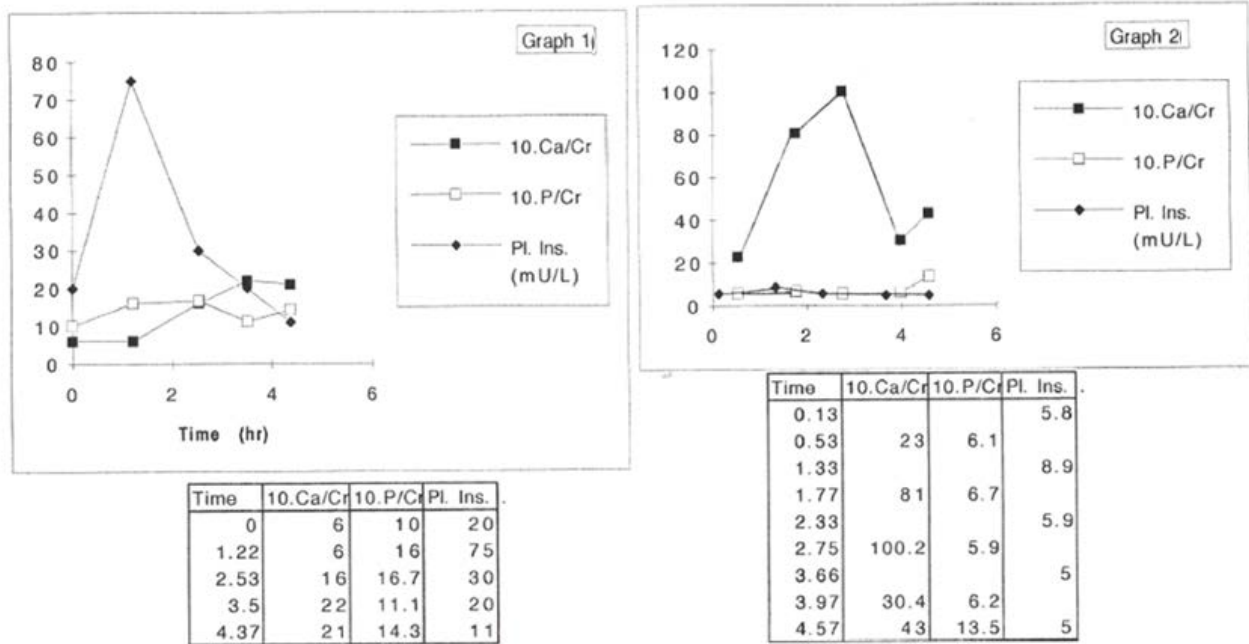 Graph 1
80
70
60
50
40
30
20
10
0
0 2 4 6
Time (hr)
10.Ca/Cr
10.P/Cr
Pl. Ins.
(mU/L)
Time 10.Ca/Cr 10.P/Cr Pl. Ins.
0 6 10 20
1.22 6 16 75
2.53 16 16.7 30
3.5 22 11.1 20
4.37 21 14.3 11
Graph 2
120
100
80
60
40
20
0
0 2 4 6
10.Ca/Cr
10.P/Cr
Pl. Ins.
(mU/L)
Time 10.Ca/Cr 10.P/Cr Pl. Ins.
0.13 5.8
0.53 23 6.1
1.33 8.9
1.77 81 6.7
2.33 5.9
2.75 100.2 5.9
3.66 5
3.97 30.4 6.2
4.57 43 13.5 5